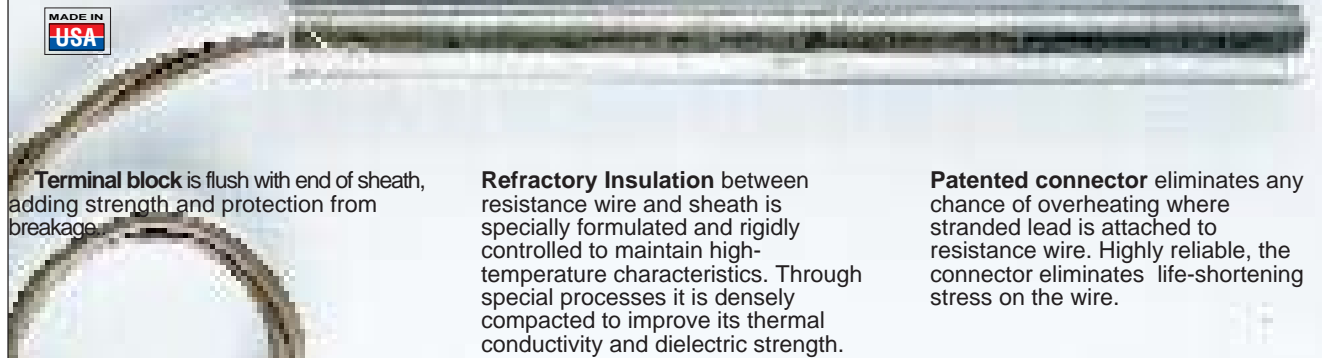 MADE IN
USA
Terminal block is flush with end of sheath,
adding strength and protection from
breakage..
Refractory Insulation between
resistance wire and sheath is
specially formulated and rigidly
controlled to maintain high-
temperature characteristics. Through
special processes it is densely
compacted to improve its thermal
conductivity and dielectric strength.
Patented connector eliminates any
chance of overheating where
stranded lead is attached to
resistance wire. Highly reliable, the
connector eliminates life-shortening
stress on the wire.